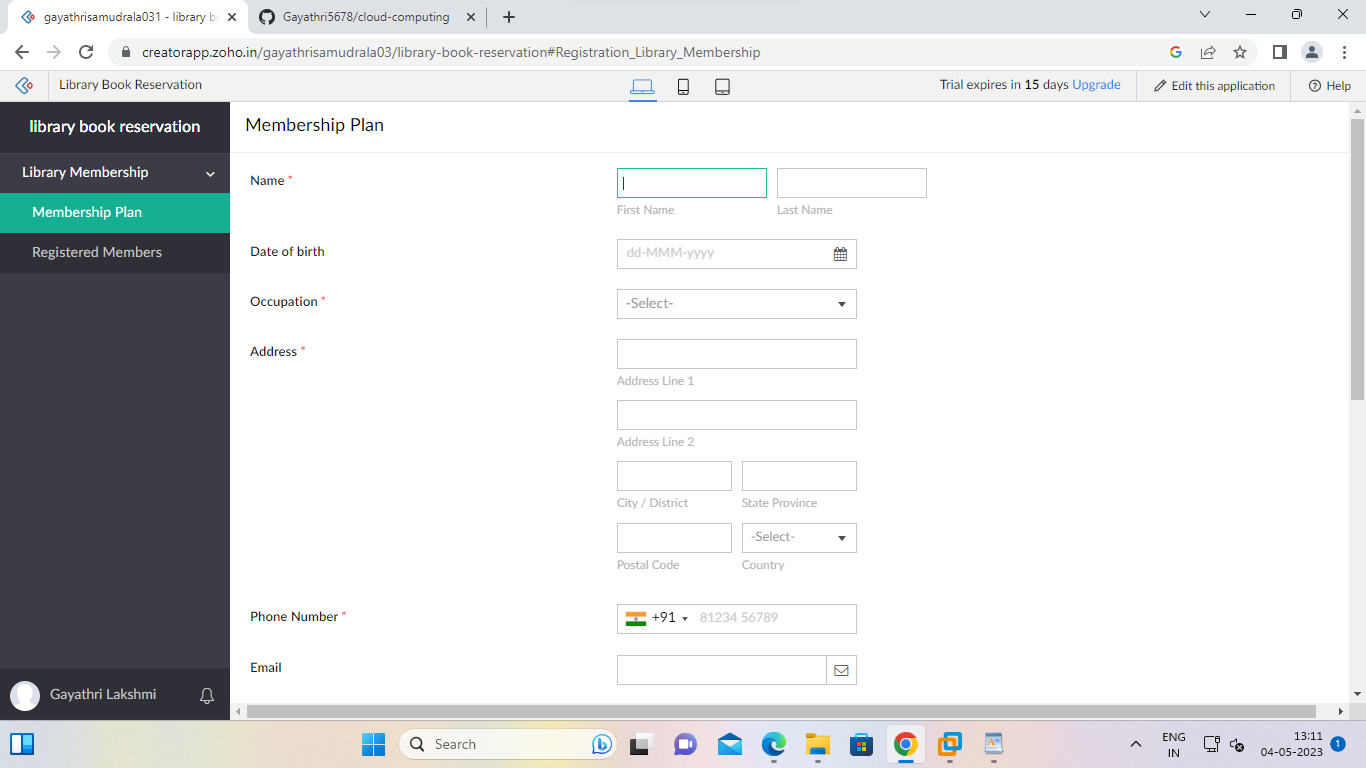 gayathrisamudrala031 - library b
Gayathri5678/cloud-computing
creatorapp.zoho.in/gayathrisamudrala03/library-book-reservation#Registration_Library_Membership
Library Book Reservation
Trial expires in 15 days Upgrade
Edit this application
Help
library book reservation
Library Membership
Membership Plan
Registered Members
Gayathri Lakshmi
Membership Plan
Name *
First Name
Last Name
Date of birth
dd-MMM-yyyy
Occupation *
-Select-
Address *
Address Line 1
Address Line 2
City / District
State Province
-Select-
Postal Code
Country
Phone Number *
+91
81234 56789
Email
Search
ENG
IN
13:11
04-05-2023
1